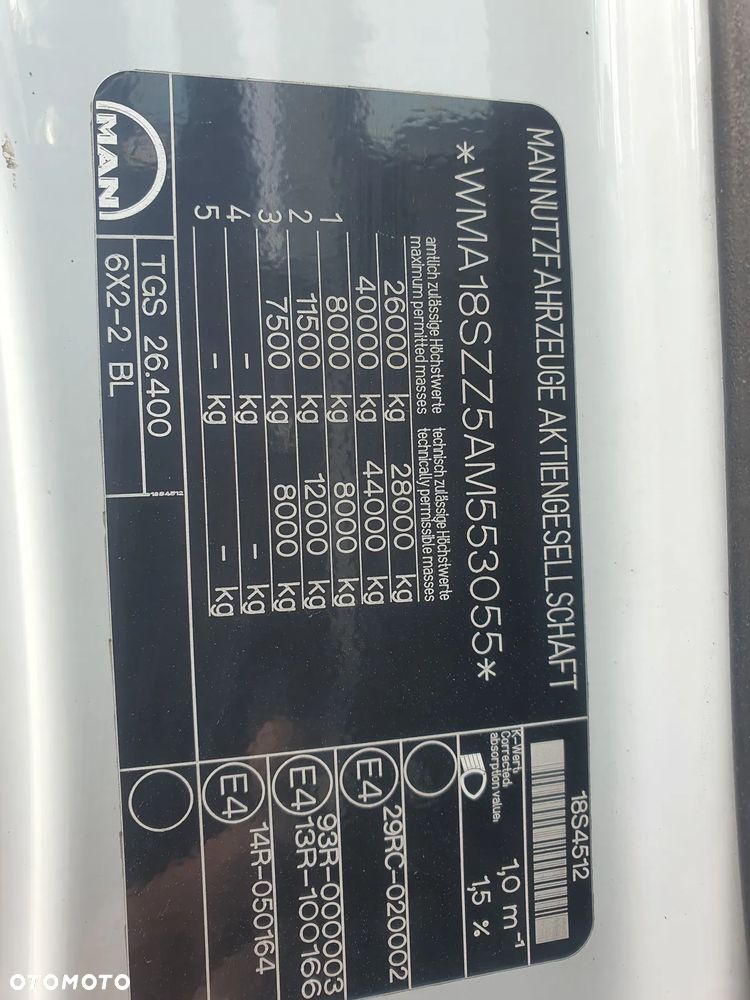 MAN NUTZFAHRZEUGE AKTIENGESELLSCHAFT
*WMA18SZZ5AM553055*
amtlich zulässige Höchstwerte
maximum permitted masses
technisch zulässige Höchstwerte
technically permissible masses
26000 kg 28000 kg
40000 kg 44000 kg
1 8000 kg 8000 kg
2 11500 kg 12000 kg
3 7500 kg 8000 kg
4 - kg - kg
5 - kg - kg
MAN
TGS 26.400
6X2-2 BL
18S4512
18S4512
K-Wert:
Corrected
absorption value:
1,0 m⁻¹
1,5 %
E4 29RC-020002
E4 93R-000003
13R-100166
E4 14R-050164
OTOMOTO